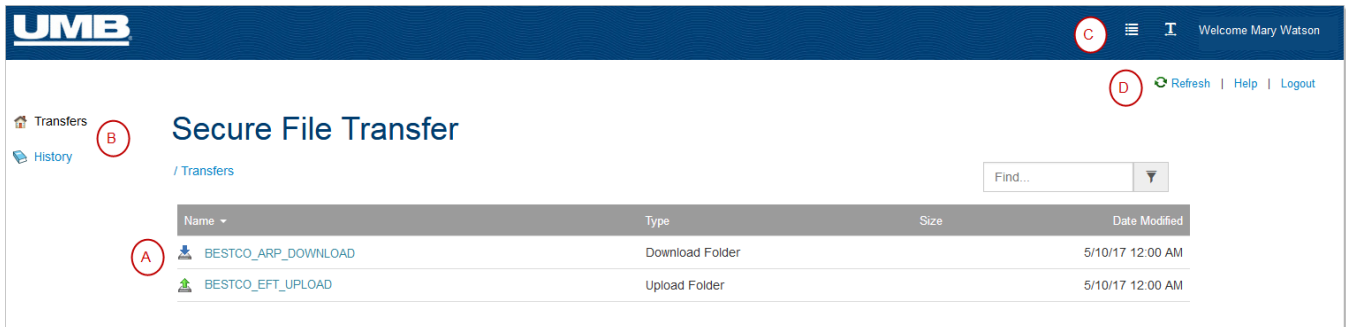 UMB
C
Welcome Mary Watson
D
Refresh | Help | Logout
Transfers
B
History
Secure File Transfer
/ Transfers
Find...
Name Type Size Date Modified
A
BESTCO_ARP_DOWNLOAD Download Folder 5/10/17 12:00 AM
BESTCO_EFT_UPLOAD Upload Folder 5/10/17 12:00 AM